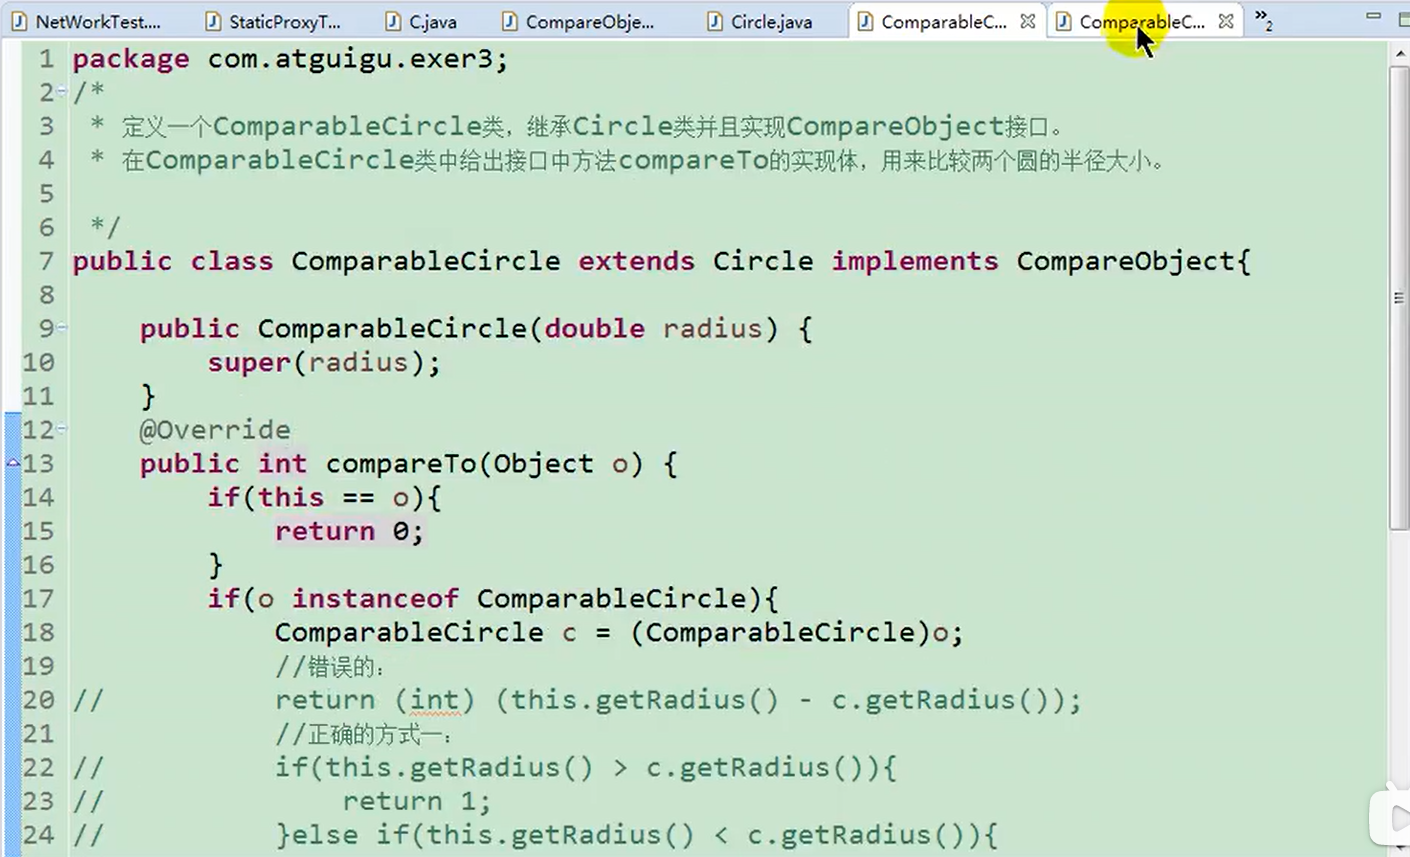 NetWorkTest.... StaticProxyT... C.java CompareObje... Circle.java ComparableC... ComparableC... »2
1 package com.atguigu.exer3;
2 /*
3  * 定义一个ComparableCircle类，继承Circle类并且实现CompareObject接口。
4  * 在ComparableCircle类中给出接口中方法compareTo的实现体，用来比较两个圆的半径大小。
5
6  */
7 public class ComparableCircle extends Circle implements CompareObject{
8
9     public ComparableCircle(double radius) {
10         super(radius);
11     }
12     @Override
13     public int compareTo(Object o) {
14         if(this == o){
15             return 0;
16         }
17         if(o instanceof ComparableCircle){
18             ComparableCircle c = (ComparableCircle)o;
19             //错误的：
20 //          return (int) (this.getRadius() - c.getRadius());
21             //正确的方式一：
22 //          if(this.getRadius() > c.getRadius()){
23 //              return 1;
24 //          }else if(this.getRadius() < c.getRadius()){